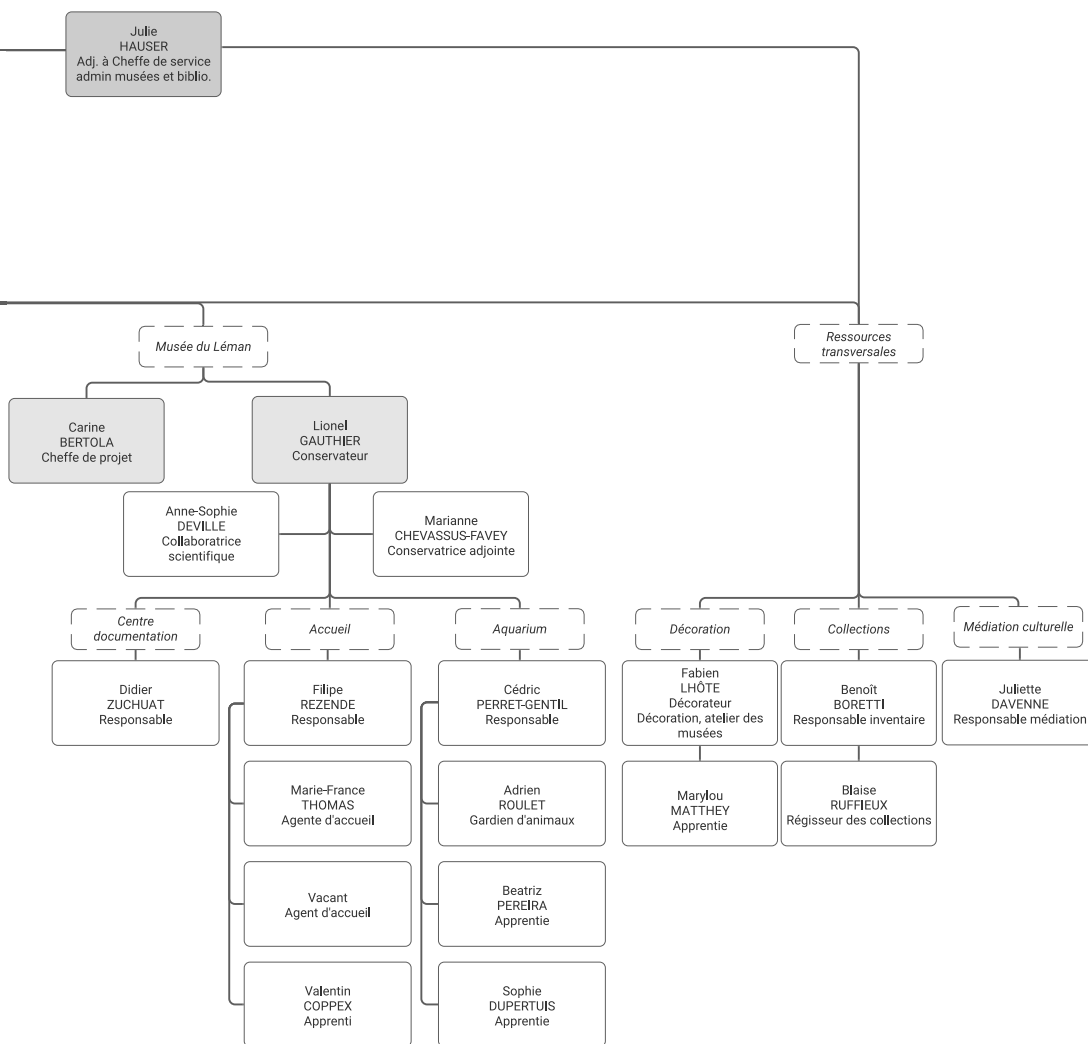 Julie
HAUSER
Adj. à Cheffe de service
admin musées et biblio.
Musée du Léman
Ressources
transversales
Carine
BERTOLA
Cheffe de projet
Lionel
GAUTHIER
Conservateur
Anne-Sophie
DEVILLE
Collaboratrice
scientifique
Marianne
CHEVASSUS-FAVEY
Conservatrice adjointe
Centre
documentation
Accueil
Aquarium
Décoration
Collections
Médiation culturelle
Didier
ZUCHUAT
Responsable
Filipe
REZENDE
Responsable
Cédric
PERRET-GENTIL
Responsable
Fabien
LHÔTE
Décorateur
Décoration, atelier des
musées
Benoît
BORETTI
Responsable inventaire
Juliette
DAVENNE
Responsable médiation
Marie-France
THOMAS
Agente d'accueil
Adrien
ROULET
Gardien d'animaux
Marylou
MATTHEY
Apprentie
Blaise
RUFFIEUX
Régisseur des collections
Vacant
Agent d'accueil
Beatriz
PEREIRA
Apprentie
Valentin
COPPEX
Apprenti
Sophie
DUPERTUIS
Apprentie